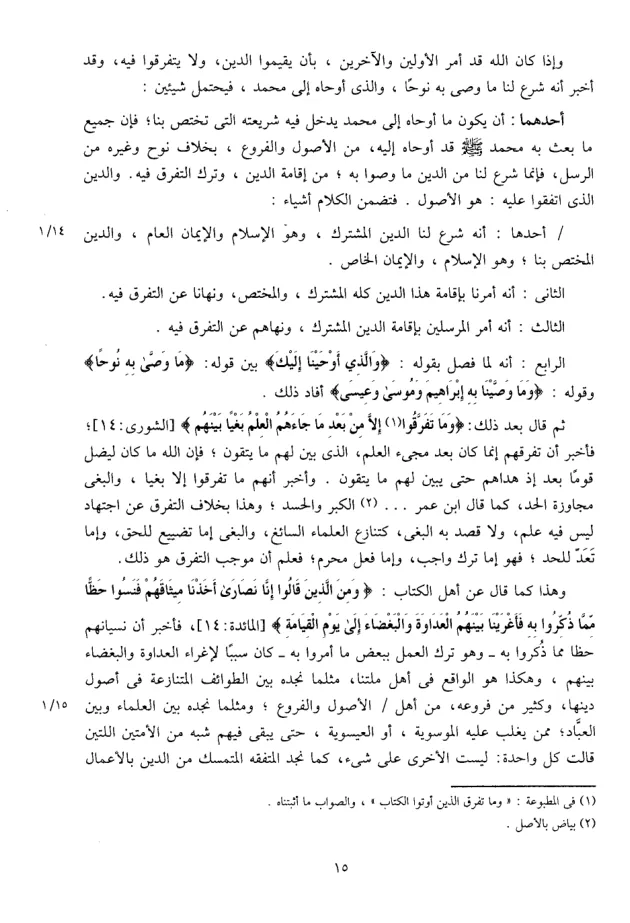 وإذا كان الله قد أمر الأولين والآخرين ، بأن يقيموا الدين، ولا يتفرقوا فيه، وقد
أخبر أنه شرع لنا ما وصى به نوحًا ، والذى أوحاه إلى محمد ، فيحتمل شيئين :
أحدهما : أن يكون ما أوحاه إلى محمد يدخل فيه شريعته التى تختص بنا؛ فإن جميع
ما بعث به محمد ﷺ قد أوحاه إليه، من الأصول والفروع ، بخلاف نوح وغيره من
الرسل، فإنما شرع لنا من الدين ما وصوا به ؛ من إقامة الدين ، وترك التفرق فيه. والدين
الذى اتفقوا عليه : هو الأصول . فتضمن الكلام أشياء :
/ أحدها : أنه شرع لنا الدين المشترك ، وهو الإسلام والإيمان العام ، والدين ١/١٤
المختص بنا ؛ وهو الإسلام ، والإيمان الخاص .
الثانى : أنه أمرنا بإقامة هذا الدين كله المشترك ، والمختص، ونهانا عن التفرق فيه.
الثالث : أنه أمر المرسلين بإقامة الدين المشترك ، ونهاهم عن التفرق فيه .
الرابع : أنه لما فصل بقوله : ﴿وَالَّذِي أَوْحَيْنَا إِلَيْكَ﴾ بين قوله: ﴿مَا وَصَّىٰ بِهِ نُوحًا﴾
وقوله : ﴿وَمَا وَصَّيْنَا بِهِ إِبْرَاهِيمَ وَمُوسَىٰ وَعِيسَى﴾ أفاد ذلك .
ثم قال بعد ذلك: ﴿وَمَا تَفَرَّقُوا(١) إِلاَّ مِنْ بَعْدِ مَا جَاءَهُمُ الْعِلْمُ بَغْيًا بَيْنَهُمْ ﴾ [الشورى:١٤]؛
فأخبر أن تفرقهم إنما كان بعد مجىء العلم، الذى بين لهم ما يتقون ؛ فإن الله ما كان ليضل
قومًا بعد إذ هداهم حتى يبين لهم ما يتقون . وأخبر أنهم ما تفرقوا إلا بغيا ، والبغى
مجاوزة الحد، كما قال ابن عمر ... (٢) الكبر والحسد ؛ وهذا بخلاف التفرق عن اجتهاد
ليس فيه علم، ولا قصد به البغى، كتنازع العلماء السائغ، والبغى إما تضييع للحق، وإما
تَعَدّ للحد ؛ فهو إما ترك واجب، وإما فعل محرم؛ فعلم أن موجب التفرق هو ذلك.
وهذا كما قال عن أهل الكتاب : ﴿ وَمِنَ الَّذِينَ قَالُوا إِنَّا نَصَارَىٰ أَخَذْنَا مِيثَاقَهُمْ فَنَسُوا حَظًّا
مِّمَّا ذُكِّرُوا بِهِ فَأَغْرَيْنَا بَيْنَهُمُ الْعَدَاوَةَ وَالْبَغْضَاءَ إِلَىٰ يَوْمِ الْقِيَامَةِ ﴾ [المائدة:١٤]، فأخبر أن نسيانهم
حظا مما ذُكروا به ـ وهو ترك العمل ببعض ما أمروا به ـ كان سببًا لإغراء العداوة والبغضاء
بينهم ، وهكذا هو الواقع فى أهل ملتنا، مثلما نجده بين الطوائف المتنازعة فى أصول
دينها، وكثير من فروعه، من أهل / الأصول والفروع ؛ ومثلما نجده بين العلماء وبين ١/١٥
العبَّاد؛ ممن يغلب عليه الموسوية ، أو العيسوية ، حتى يبقى فيهم شبه من الأمتين اللتين
قالت كل واحدة: ليست الأخرى على شىء، كما نجد المتفقه المتمسك من الدين بالأعمال
(١) فى المطبوعة : « وما تفرق الذين أوتوا الكتاب » ، والصواب ما أثبتناه .
(٢) بياض بالأصل .
١٥